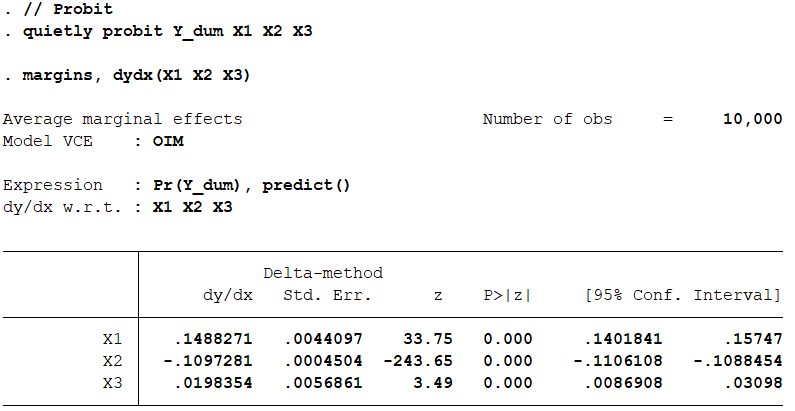 . // Probit
. quietly probit Y_dum X1 X2 X3
. margins, dydx(X1 X2 X3)
Average marginal effects Number of obs = 10,000
Model VCE : OIM
Expression : Pr(Y_dum), predict()
dy/dx w.r.t. : X1 X2 X3
Delta-method
dy/dx Std. Err. z P>|z| [95% Conf. Interval]
X1 .1488271 .0044097 33.75 0.000 .1401841 .15747
X2 -.1097281 .0004504 -243.65 0.000 -.1106108 -.1088454
X3 .0198354 .0056861 3.49 0.000 .0086908 .03098